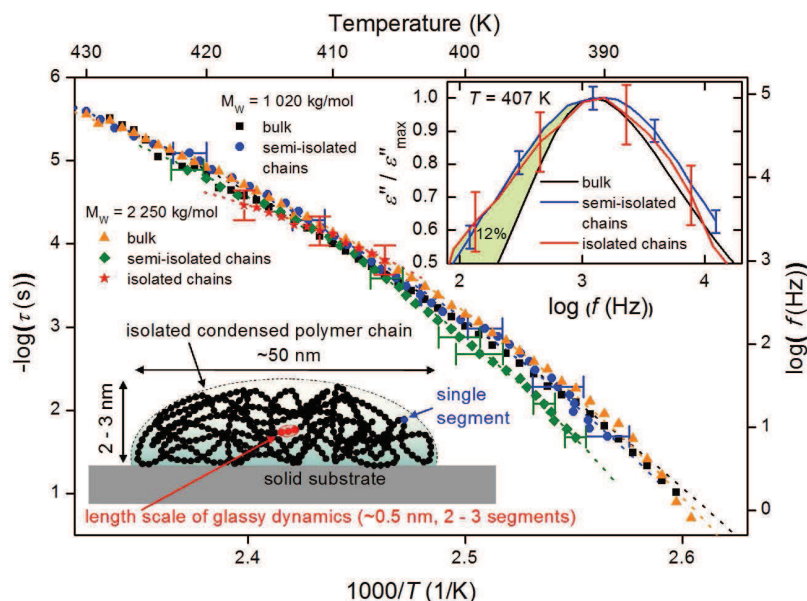 Temperature (K)
430 420 410 400 390
6
5
4
3
2
1
-log(τ(s))
M_W = 1 020 kg/mol
bulk
semi-isolated chains
M_W = 2 250 kg/mol
bulk
semi-isolated
chains
isolated chains
1.0
0.9
0.8
0.7
0.6
0.5
ε''/ε''max
T = 407 K
bulk
semi-isolated
chains
isolated chains
12%
2 3 4
log (f (Hz))
5
4
3
2
1
0
log( f (Hz))
isolated condensed polymer chain
~50 nm
2 - 3 nm
single
segment
solid substrate
length scale of glassy dynamics (~0.5 nm, 2 - 3 segments)
2.4 2.5 2.6
1000/T (1/K)